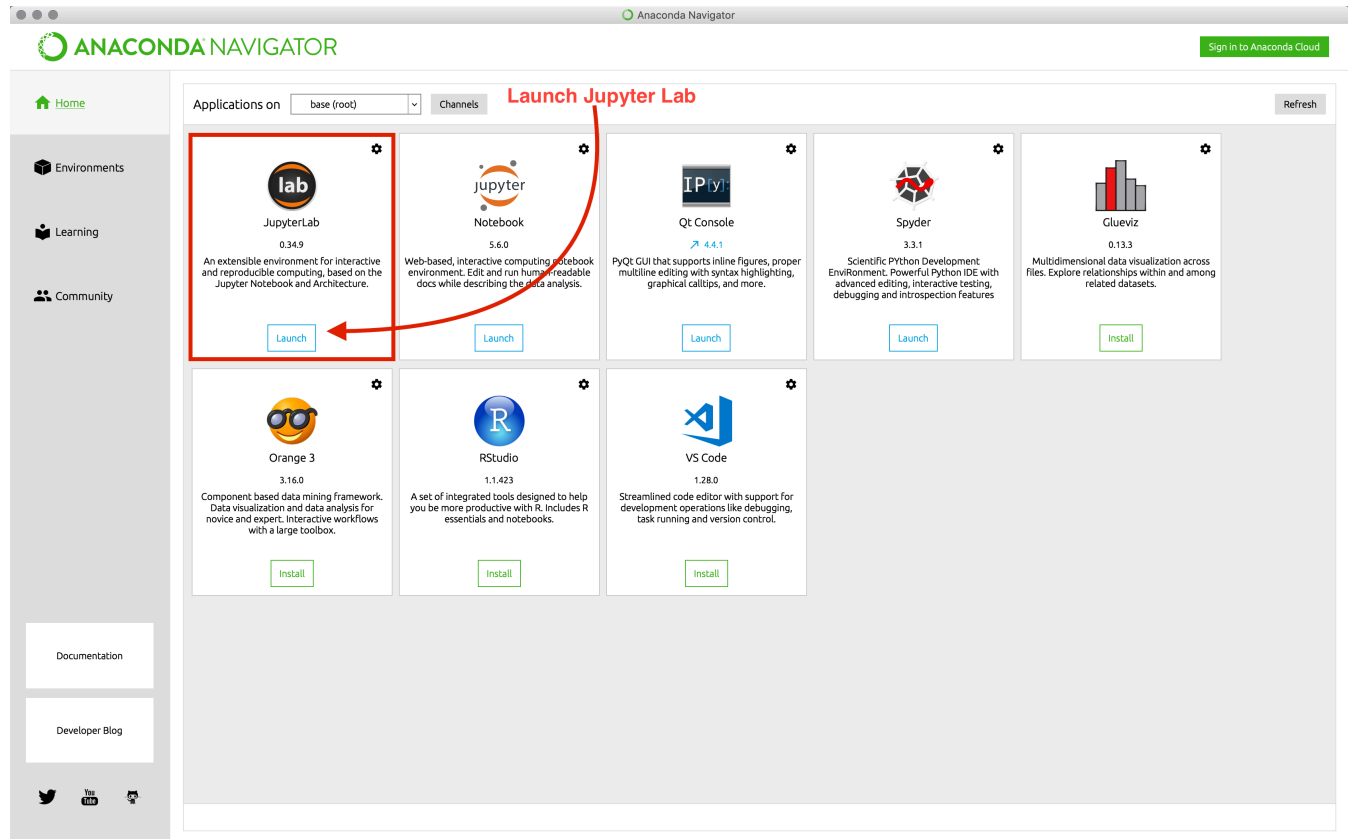 Anaconda Navigator
ANACONDA NAVIGATOR
Sign in to Anaconda Cloud
Home
Environments
Learning
Community
Documentation
Developer Blog
You
Tube
Applications on
base (root)
Channels
Launch Jupyter Lab
Refresh
lab
JupyterLab
0.34.9
An extensible environment for interactive
and reproducible computing, based on the
Jupyter Notebook and Architecture.
Launch
jupyter
Notebook
5.6.0
Web-based, interactive computing notebook
environment. Edit and run human-readable
docs while describing the data analysis.
Launch
IP[y]:
Qt Console
4.4.1
PyQt GUI that supports inline figures, proper
multiline editing with syntax highlighting,
graphical calltips, and more.
Launch
Spyder
3.3.1
Scientific PYthon Development
EnviRonment. Powerful Python IDE with
advanced editing, interactive testing,
debugging and introspection features
Launch
Glueviz
0.13.3
Multidimensional data visualization across
files. Explore relationships within and among
related datasets.
Install
Orange 3
3.16.0
Component based data mining framework.
Data visualization and data analysis for
novice and expert. Interactive workflows
with a large toolbox.
Install
R
RStudio
1.1.423
A set of integrated tools designed to help
you be more productive with R. Includes R
essentials and notebooks.
Install
VS Code
1.28.0
Streamlined code editor with support for
development operations like debugging,
task running and version control.
Install